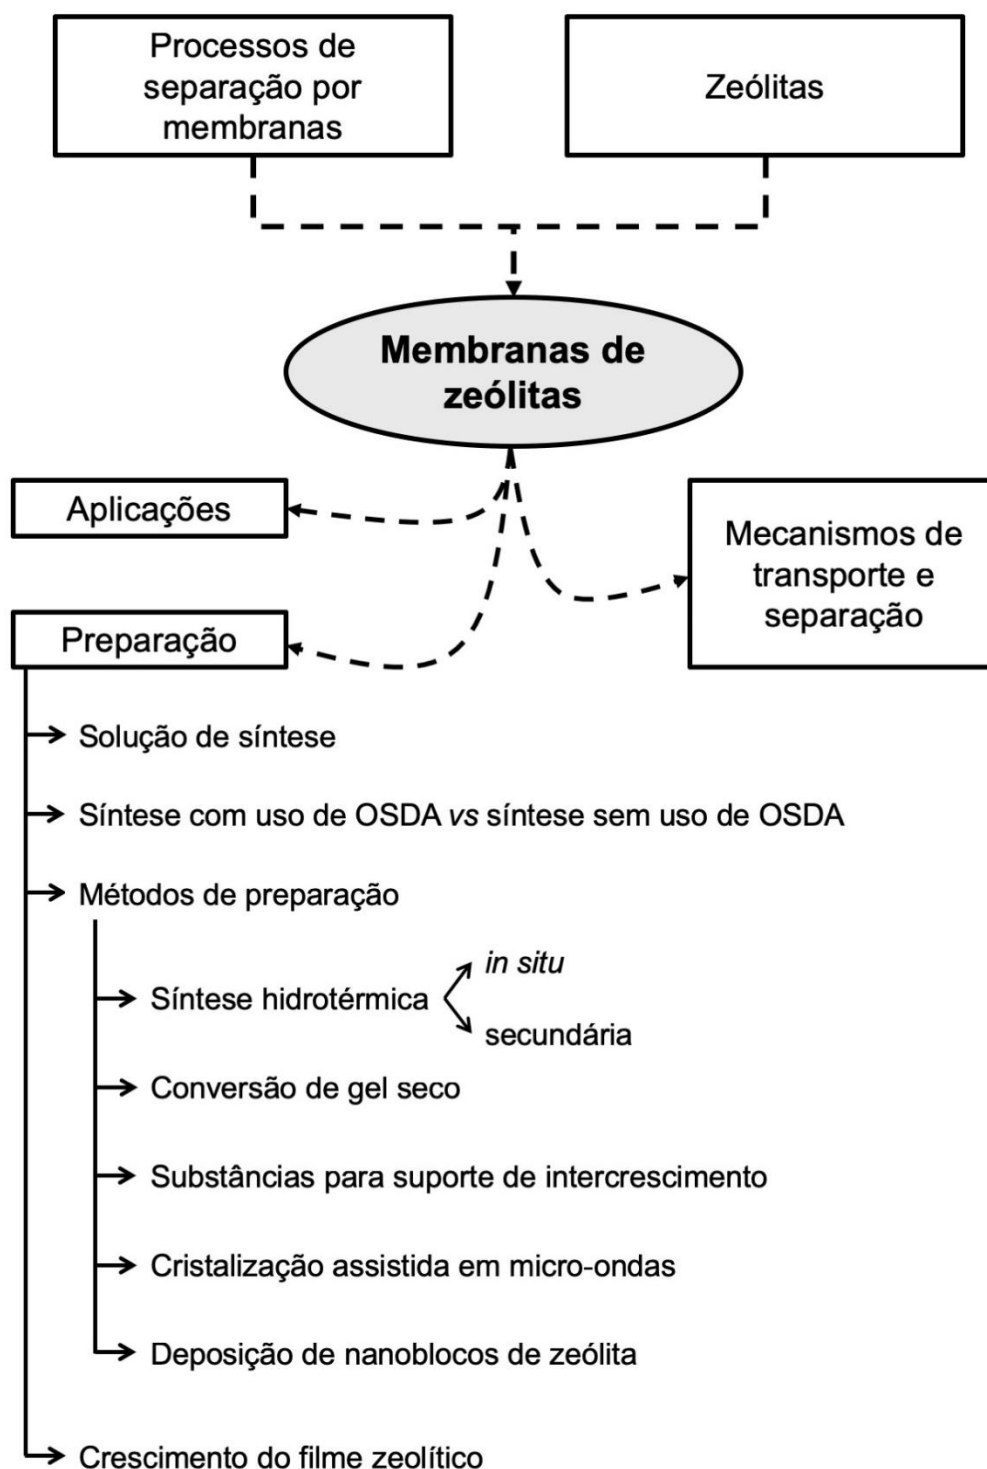 Processos de
separação por
membranas
Zeólitas
Membranas de
zeólitas
Aplicações
Mecanismos de
transporte e
separação
Preparação
Solução de síntese
Síntese com uso de OSDA vs síntese sem uso de OSDA
Métodos de preparação
Síntese hidrotérmica
in situ
secundária
Conversão de gel seco
Substâncias para suporte de intercrescimento
Cristalização assistida em micro-ondas
Deposição de nanoblocos de zeólita
Crescimento do filme zeolítico